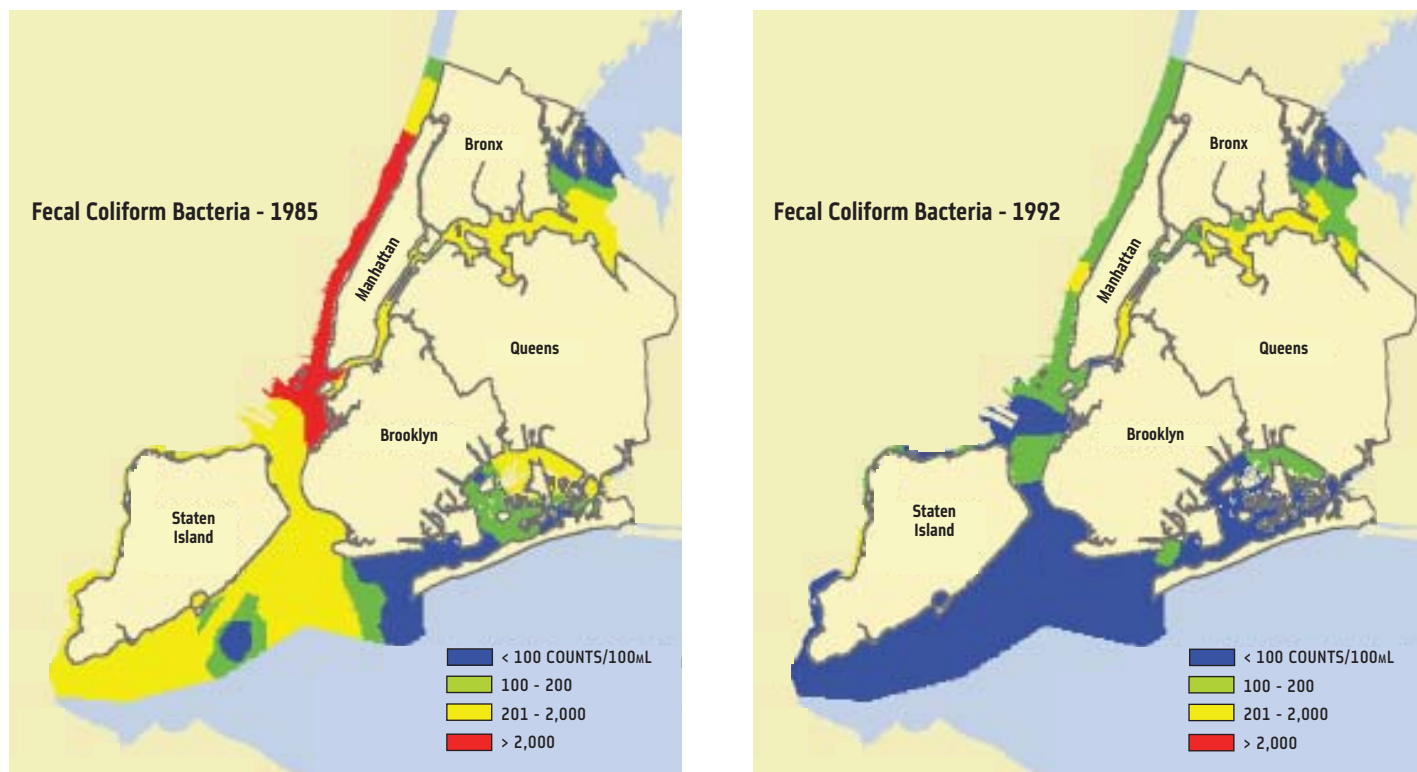 Fecal Coliform Bacteria - 1985
Bronx
Manhattan
Queens
Brooklyn
Staten
Island
< 100 COUNTS/100ML
100 - 200
201 - 2,000
> 2,000
Fecal Coliform Bacteria - 1992
Bronx
Manhattan
Queens
Brooklyn
Staten
Island
< 100 COUNTS/100ML
100 - 200
201 - 2,000
> 2,000